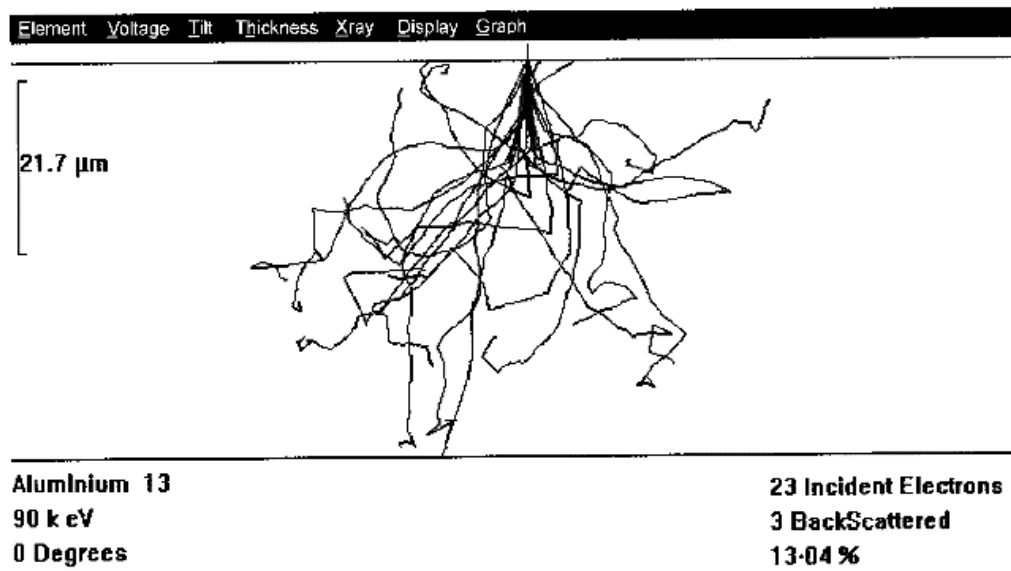 Element Voltage Tilt Thickness Xray Display Graph
21.7 µm
Aluminium 13
90 k eV
0 Degrees
23 Incident Electrons
3 BackScattered
13·04 %